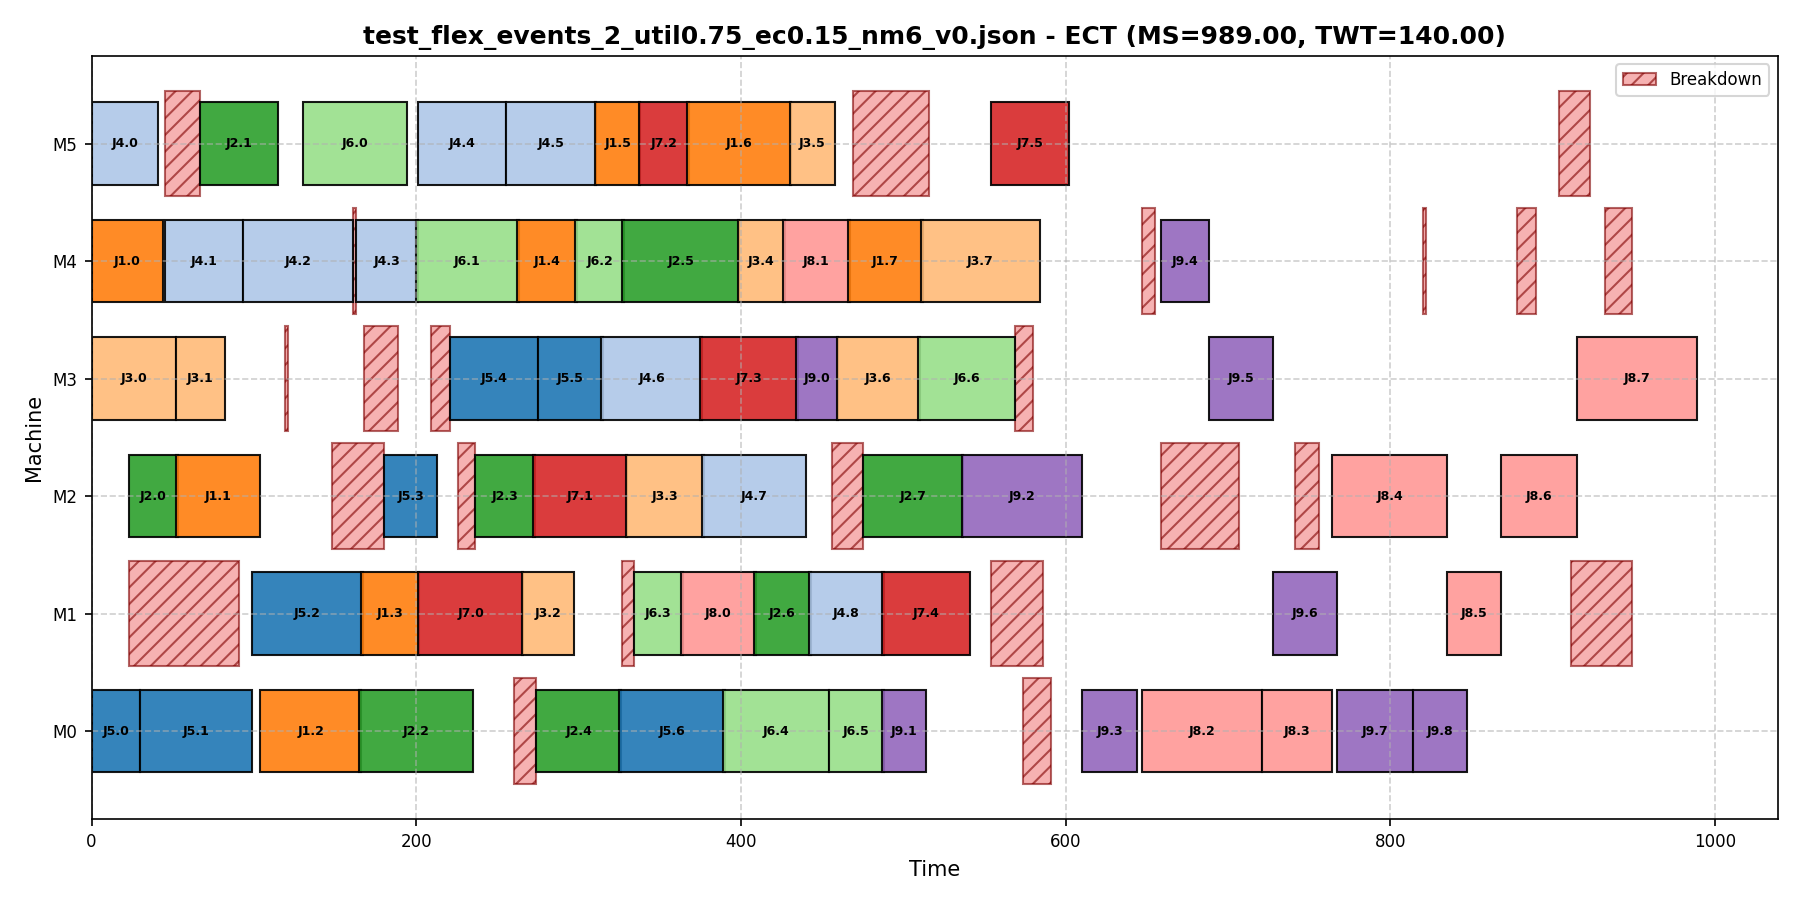 test_flex_events_2_util0.75_ec0.15_nm6_v0.json - ECT (MS=989.00, TWT=140.00)
Breakdown
M5
J4.0 J2.1 J6.0 J4.4 J4.5 J1.5 J7.2 J1.6 J3.5 J7.5
M4
J1.0 J4.1 J4.2 J4.3 J6.1 J1.4 J6.2 J2.5 J3.4 J8.1 J1.7 J3.7 J9.4
M3
J3.0 J3.1 J5.4 J5.5 J4.6 J7.3 J9.0 J3.6 J6.6 J9.5 J8.7
M2
J2.0 J1.1 J5.3 J2.3 J7.1 J3.3 J4.7 J2.7 J9.2 J8.4 J8.6
M1
J5.2 J1.3 J7.0 J3.2 J6.3 J8.0 J2.6 J4.8 J7.4 J9.6 J8.5
M0
J5.0 J5.1 J1.2 J2.2 J2.4 J5.6 J6.4 J6.5 J9.1 J9.3 J8.2 J8.3 J9.7 J9.8
Machine
0 200 400 600 800 1000
Time